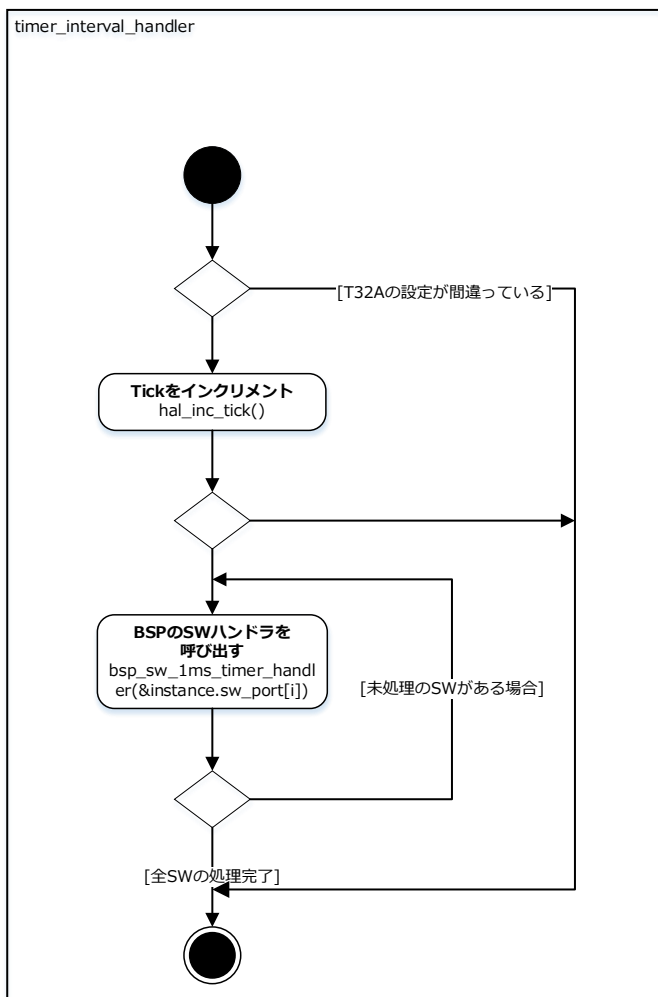 timer_interval_handler
[T32Aの設定が間違っている]
Tickをインクリメント
hal_inc_tick()
BSPのSWハンドラを
呼び出す
bsp_sw_1ms_timer_handl
er(&instance.sw_port[i])
[未処理のSWがある場合]
[全SWの処理完了]